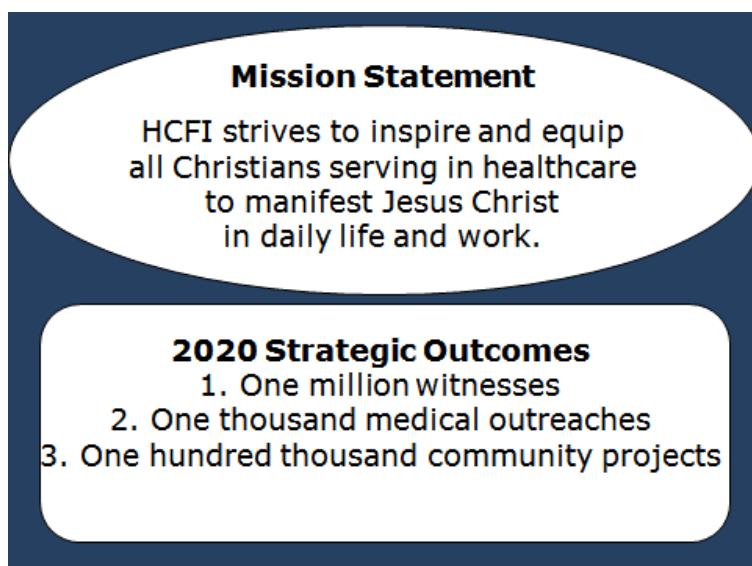 Mission Statement
HCFI strives to inspire and equip
all Christians serving in healthcare
to manifest Jesus Christ
in daily life and work.
2020 Strategic Outcomes
1. One million witnesses
2. One thousand medical outreaches
3. One hundred thousand community projects